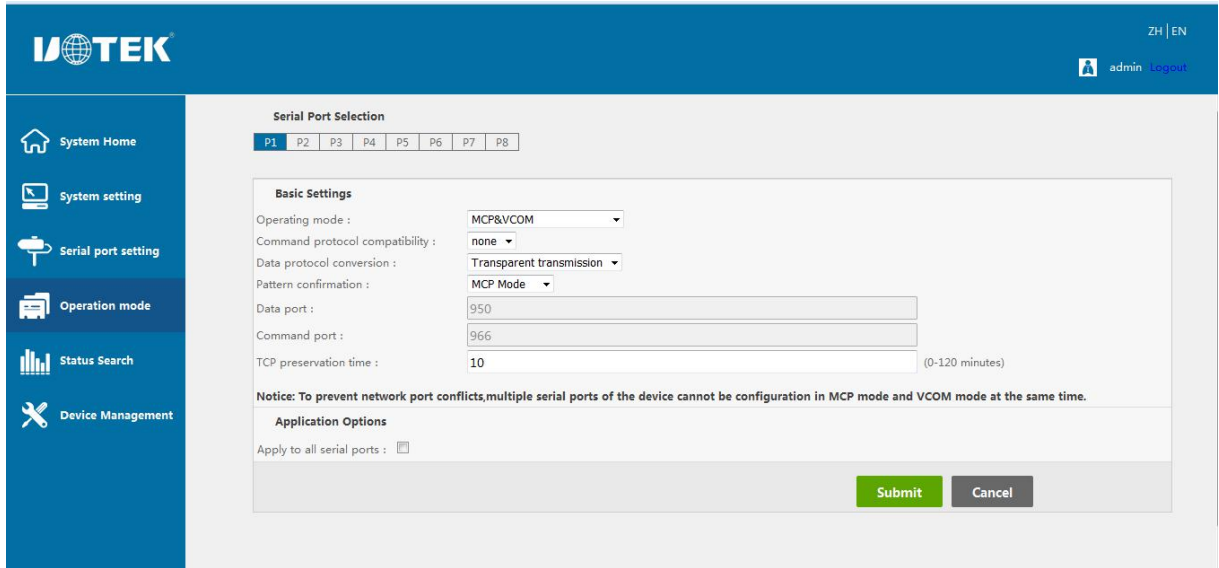 UTEK®
ZH | EN
admin Logout
System Home
System setting
Serial port setting
Operation mode
Status Search
Device Management
Serial Port Selection
P1 P2 P3 P4 P5 P6 P7 P8
Basic Settings
Operating mode : MCP&VCOM
Command protocol compatibility : none
Data protocol conversion : Transparent transmission
Pattern confirmation : MCP Mode
Data port : 950
Command port : 966
TCP preservation time : 10 (0-120 minutes)
Notice: To prevent network port conflicts,multiple serial ports of the device cannot be configuration in MCP mode and VCOM mode at the same time.
Application Options
Apply to all serial ports :
Submit Cancel